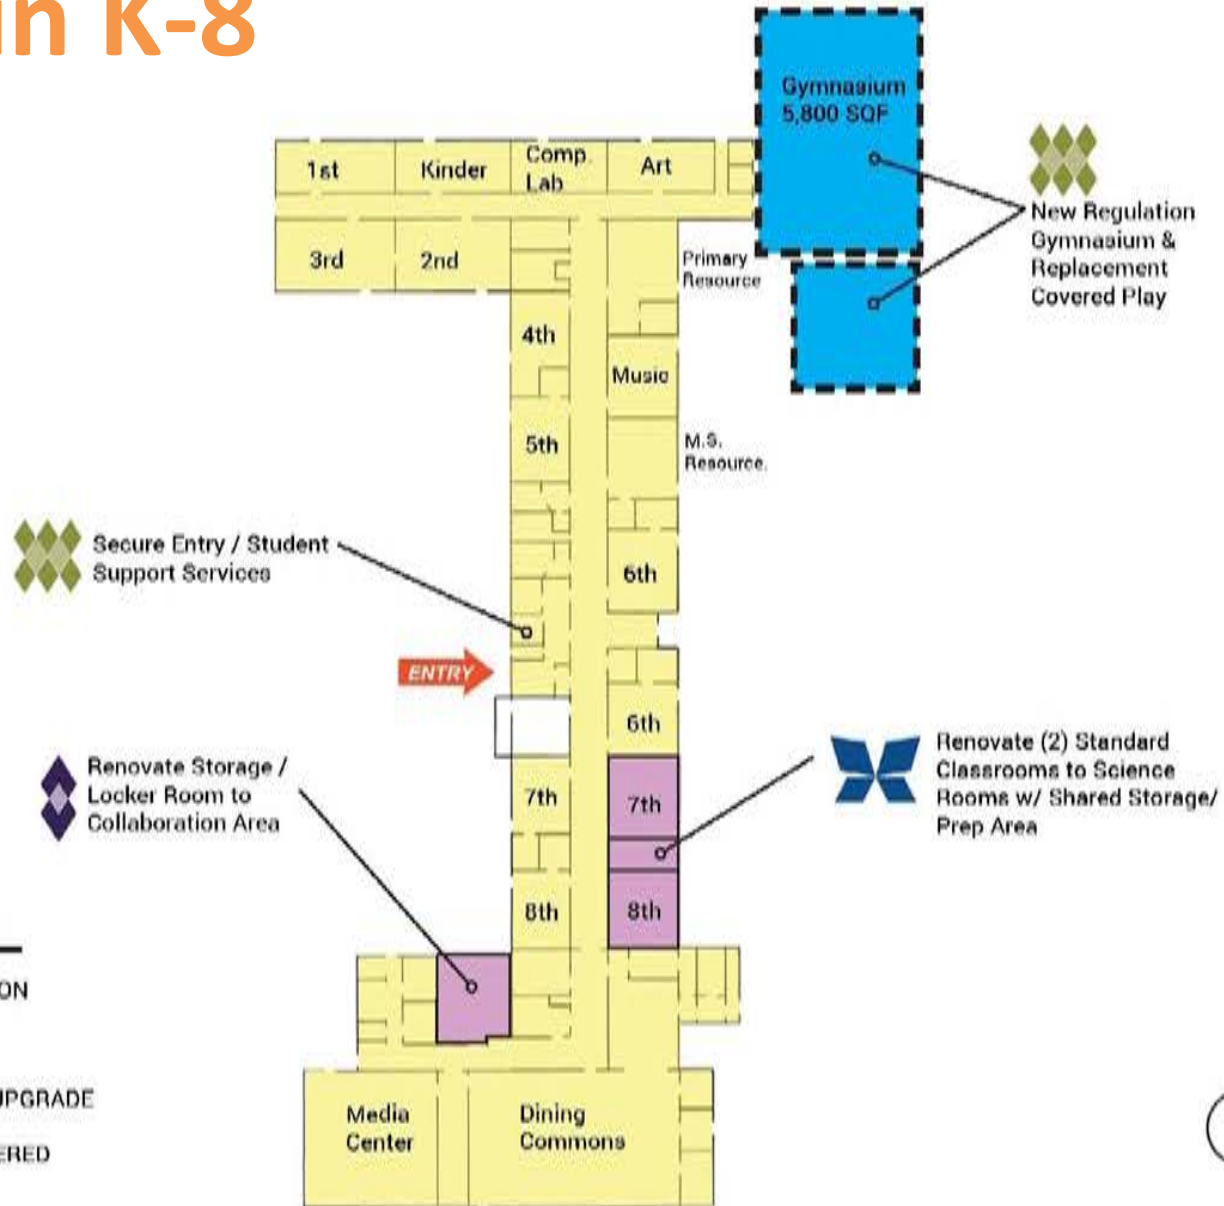 in K-8
Gymnasium
5,800 SQF
1st
Kinder
Comp.
Lab
Art
New Regulation
Gymnasium &
Replacement
Covered Play
3rd
2nd
Primary
Resource
4th
Music
5th
M.S.
Resource.
Secure Entry / Student
Support Services
6th
ENTRY
6th
Renovate (2) Standard
Classrooms to Science
Rooms w/ Shared Storage/
Prep Area
Renovate Storage /
Locker Room to
Collaboration Area
7th
7th
8th
8th
ON
UPGRADE
ERED
Media
Center
Dining
Commons